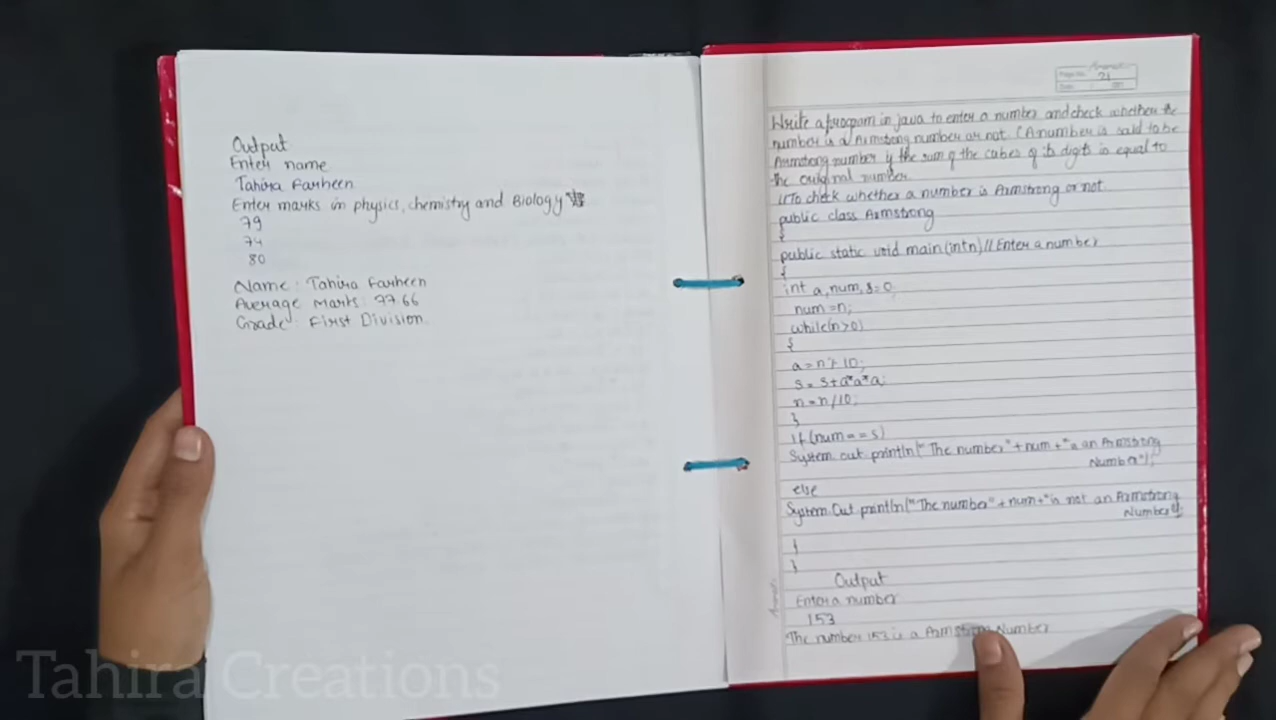 Output
Enter name
Tahira Farheen
Enter marks in physics, chemistry and Biology
79
74
80
Name : Tahira Farheen
Average Marks : 77.66
Grade : First Division
Page No. 21
Date
Write a program in java to enter a number and check whether the
number is a Armstrong number or not. (A number is said to be
Armstrong number if the sum of the cubes of its digits is equal to
the original number.
//To check whether a number is Armstrong or not
public class Armstrong
{
public static void main(int n) //Enter a number
{
int a, num, s=0
num=n;
while(n>0)
{
a=n%10;
s=s+a*a*a;
n=n/10;
}
if(num==s)
System.out.println("The number"+num+"is an Armstrong
Number");
else
System.Out.println("The number"+num+"is not an Armstrong
Number");
}
}
Output
Enter a number
153
The number 153 is a Armstrong Number
Tahira Creations